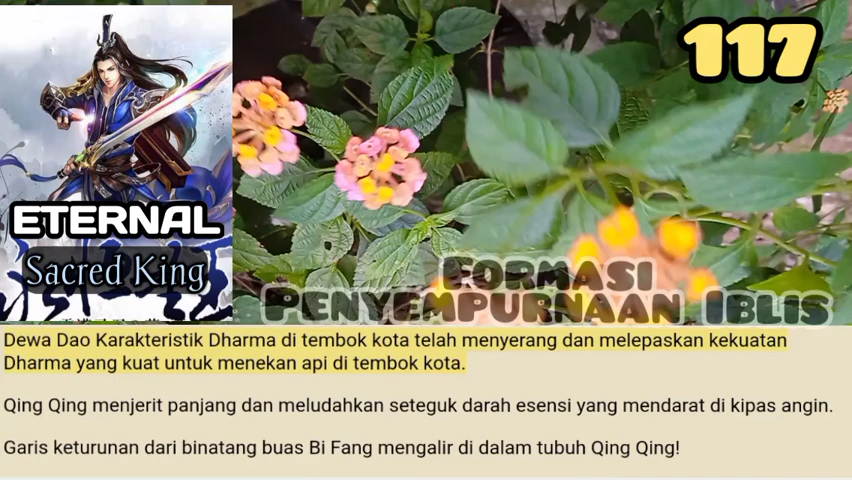 117
ETERNAL
Sacred King
FORMASI
PENYEMPURNAAN IBLIS
Dewa Dao Karakteristik Dharma di tembok kota telah menyerang dan melepaskan kekuatan
Dharma yang kuat untuk menekan api di tembok kota.
Qing Qing menjerit panjang dan meludahkan seteguk darah esensi yang mendarat di kipas angin.
Garis keturunan dari binatang buas Bi Fang mengalir di dalam tubuh Qing Qing!